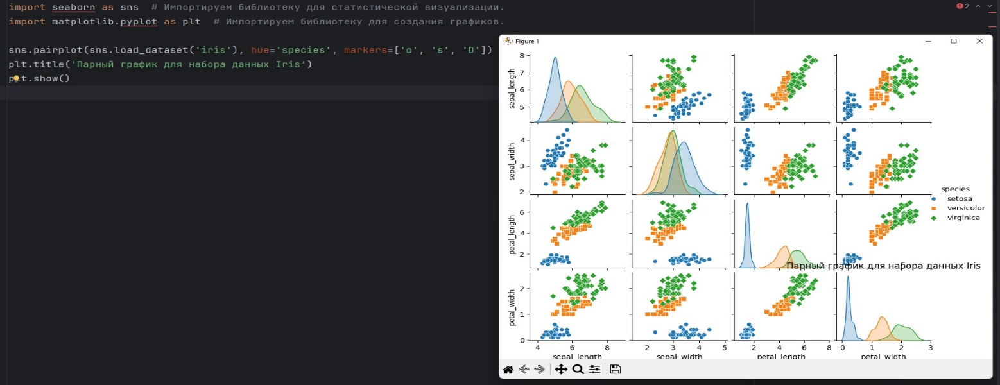 import seaborn as sns  # Импортируем библиотеку для статистической визуализации.
import matplotlib.pyplot as plt  # Импортируем библиотеку для создания графиков.
sns.pairplot(sns.load_dataset('iris'), hue='species', markers=['o', 's', 'D'])
plt.title('Парный график для набора данных Iris')
plt.show()
2
Figure 1
8
7
6
5
sepal_length
4
3
2
sepal_width
6
4
2
petal_length
Парный график для набора данных Iris
2
1
0
petal_width
4 6 8
2 3 4 5
2 4 6 8
0 1 2 3
sepal_length sepal_width petal_length petal_width
species
setosa
versicolor
virginica